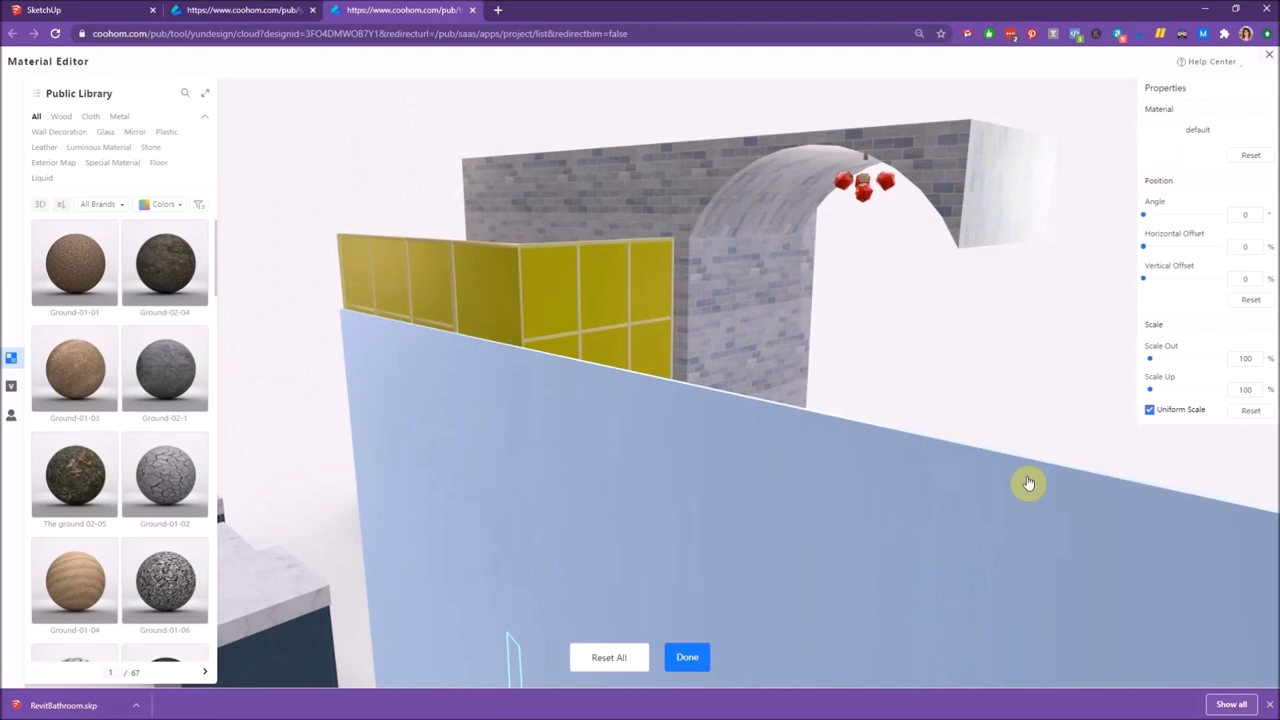 SketchUp
https://www.coohom.com/pub/
https://www.coohom.com/pub/
coohom.com/pub/tool/yundesign/cloud?designid=3FO4DMWO87Y1&redirecturl=/pub/saas/apps/project/list&redirectbim=false
Material Editor
Help Center
Public Library
All Wood Cloth Metal
Wall Decoration Glass Mirror Plastic
Leather Luminous Material Stone
Exterior Map Special Material Floor
Liquid
3D All Brands Colors
Ground-01-01 Ground-02-04
Ground-01-03 Ground-02-1
The ground 02-05 Ground-01-02
Ground-01-04 Ground-01-06
1 / 67
Properties
Material
default
Reset
Position
Angle
0 °
Horizontal Offset
0 %
Vertical Offset
0 %
Reset
Scale
Scale Out
100 %
Scale Up
100 %
Uniform Scale Reset
Reset All Done
RevitBathroom.skp
Show all